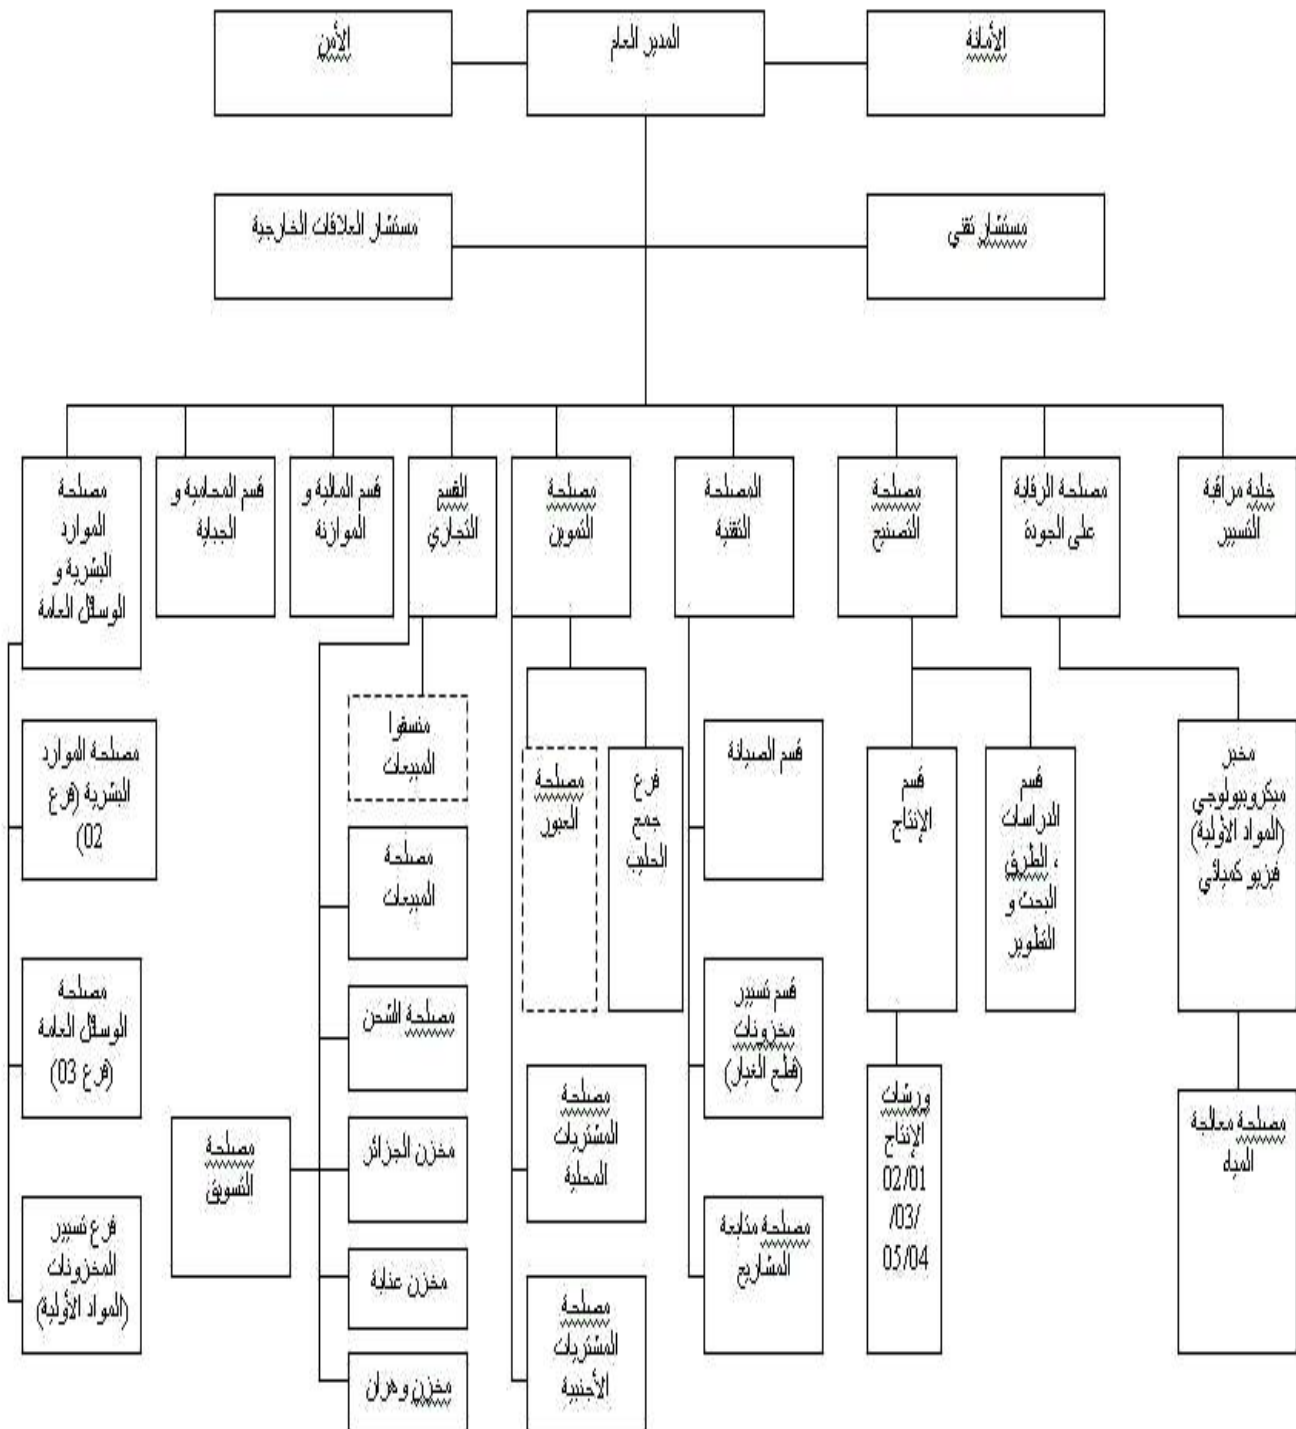 الأمانة
المدير العام
الأمن
مستشار تقني
مستشار العلاقات الخارجية
خلية مراقبة
التسيير
مصلحة الرقابة
على الجودة
مصلحة
التصنيع
المصلحة
التقنية
مصلحة
التموين
القسم
التجاري
قسم المالية و
الموازنة
قسم المحاسبة و
الجباية
مصلحة
الموارد
البشرية و
الوسائل العامة
مخبر
ميكروبيولوجي
(المواد الأولية)
فيزيو كميائي
مصلحة معالجة
المياه
قسم
الدراسات
، الطرق
البحث و
التطوير
قسم
الإنتاج
ورشات
الإنتاج
02/01
/03/
05/04
قسم الصيانة
قسم تسيير
مخزونات
(قطع الغيار)
مصلحة متابعة
المشاريع
فرع
جمع
الحليب
مصلحة
العبور
مصلحة
المشتريات
المحلية
مصلحة
المشتريات
الأجنبية
منسقوا
المبيعات
مصلحة
المبيعات
مصلحة الشحن
مخزن الجزائر
مخزن عنابة
مخزن وهران
مصلحة
التسويق
مصلحة الموارد
البشرية (فرع
02)
مصلحة
الوسائل العامة
(فرع 03)
فرع تسيير
المخزونات
(المواد الأولية)